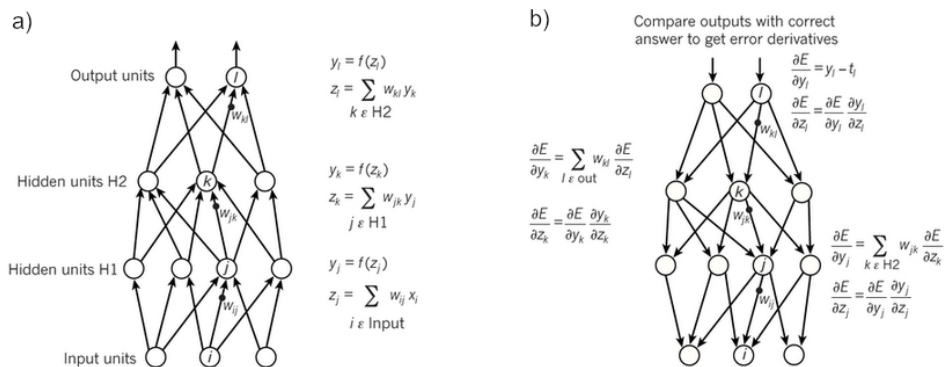 a)
Output units
l
w_kl
y_l = f(z_l)
z_l = ∑ w_kl y_k
k ε H2
Hidden units H2
k
w_jk
y_k = f(z_k)
z_k = ∑ w_jk y_j
j ε H1
Hidden units H1
j
w_ij
y_j = f(z_j)
z_j = ∑ w_ij x_i
i ε Input
Input units
i
b)
Compare outputs with correct
answer to get error derivatives
l
w_kl
∂E/∂y_l = y_l – t_l
∂E/∂z_l = ∂E/∂y_l ∂y_l/∂z_l
∂E/∂y_k = ∑ w_kl ∂E/∂z_l
l ε out
∂E/∂z_k = ∂E/∂y_k ∂y_k/∂z_k
k
w_jk
∂E/∂y_j = ∑ w_jk ∂E/∂z_k
k ε H2
∂E/∂z_j = ∂E/∂y_j ∂y_j/∂z_j
j
w_ij
i